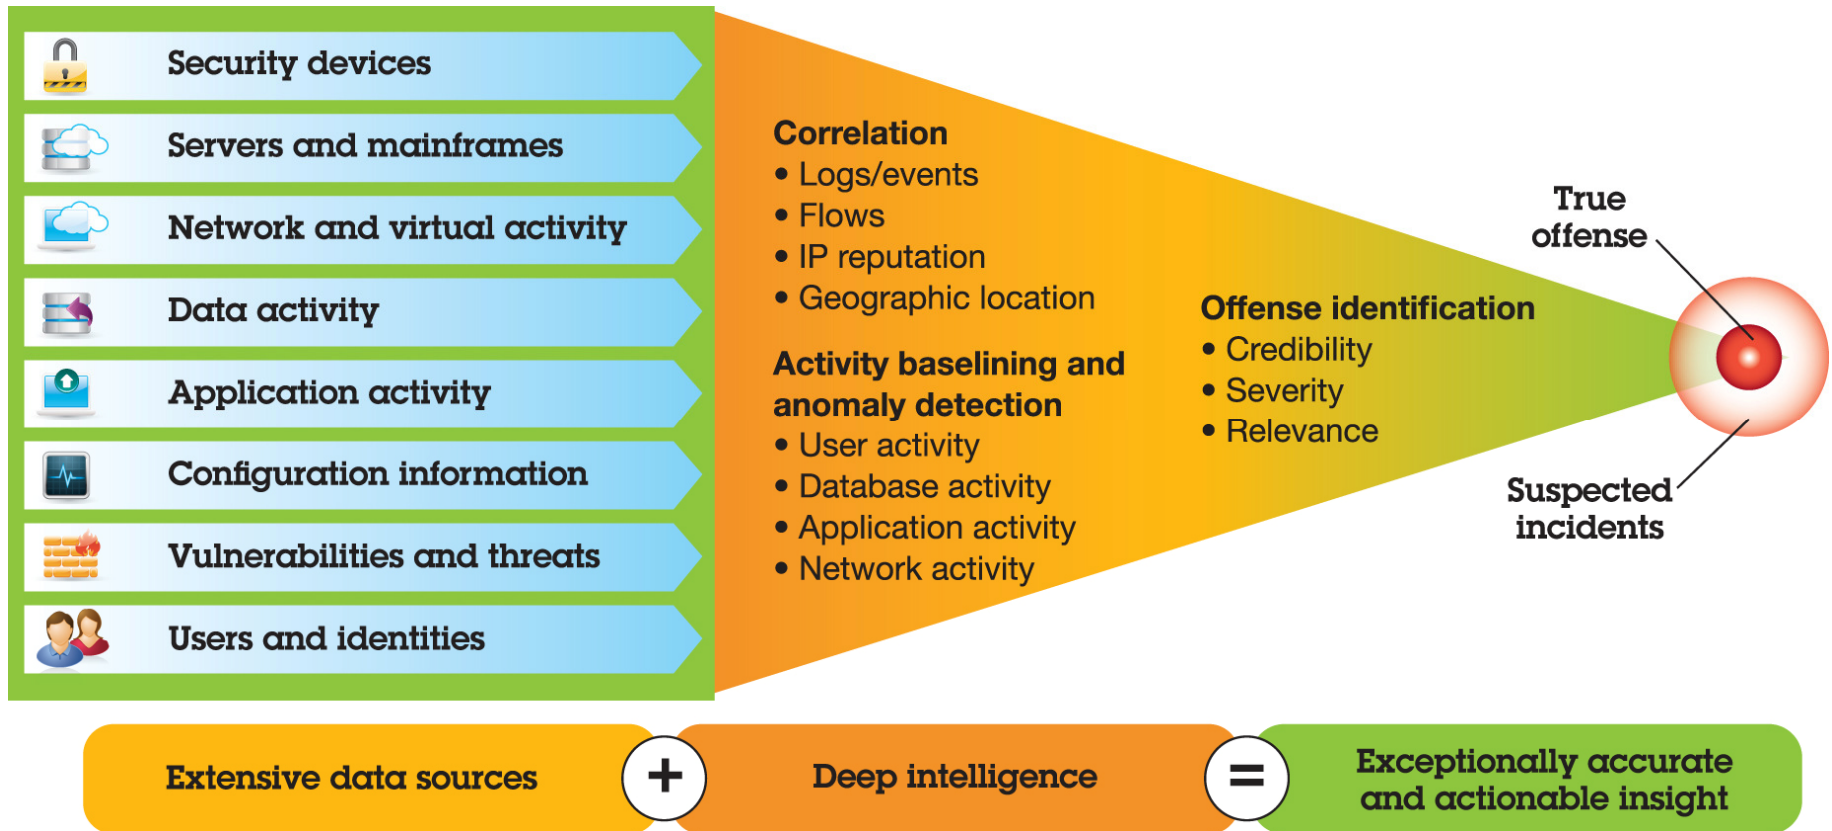 Security devices
Servers and mainframes
Network and virtual activity
Data activity
Application activity
Configuration information
Vulnerabilities and threats
Users and identities
Correlation
• Logs/events
• Flows
• IP reputation
• Geographic location
Activity baselining and
anomaly detection
• User activity
• Database activity
• Application activity
• Network activity
Offense identification
• Credibility
• Severity
• Relevance
True
offense
Suspected
incidents
Extensive data sources
+
Deep intelligence
=
Exceptionally accurate
and actionable insight